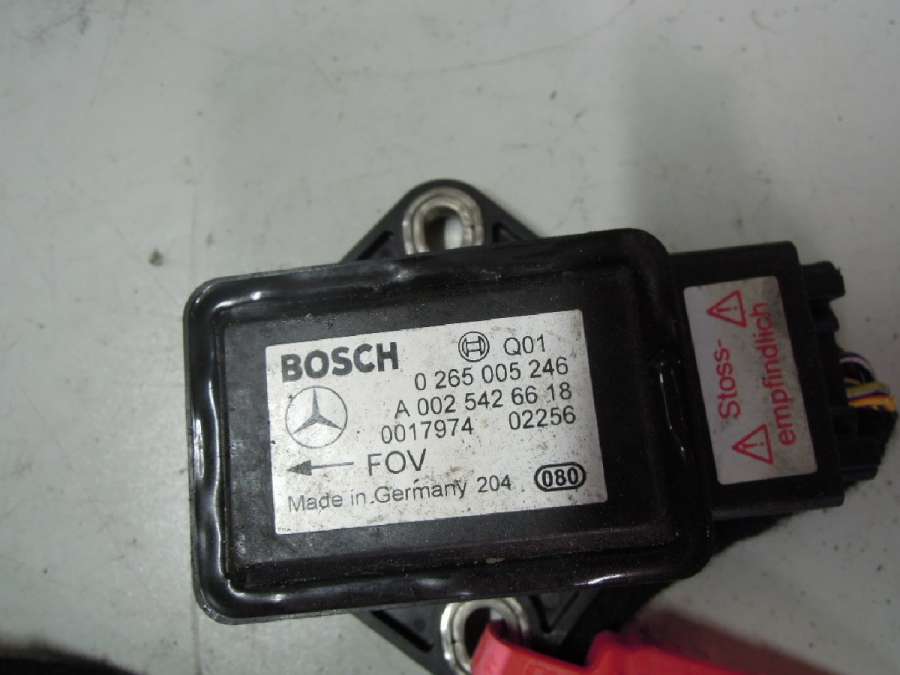 BOSCH Q01
0 265 005 246
A 002 542 66 18
0017974 02256
FOV
Made in Germany 204 080
Stoss-
empfindlich